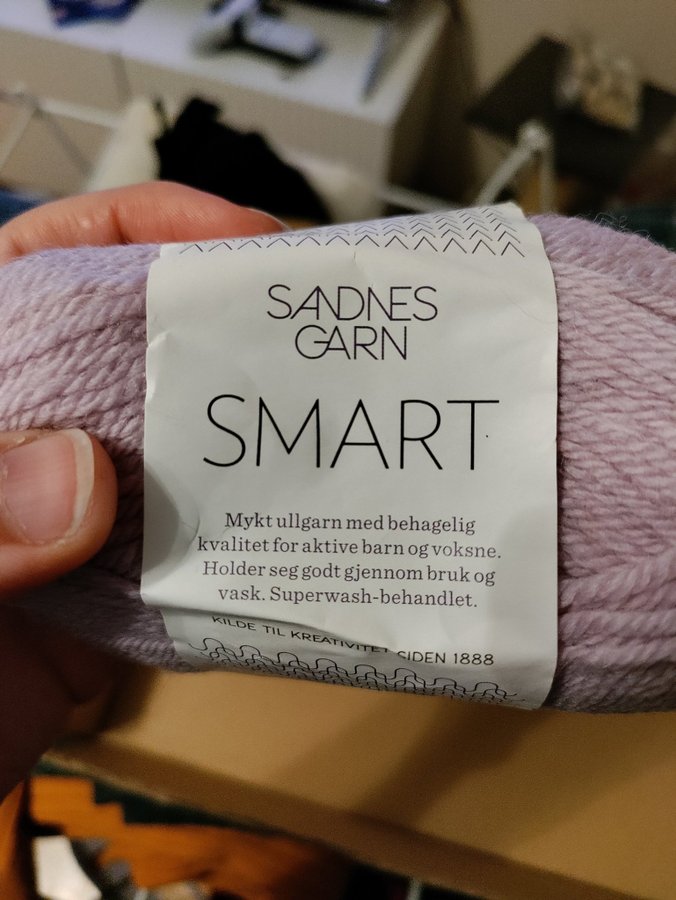 SANDNES
GARN
SMART
Mykt ullgarn med behagelig
kvalitet for aktive barn og voksne.
Holder seg godt gjennom bruk og
vask. Superwash-behandlet.
KILDE TIL KREATIVITET SIDEN 1888